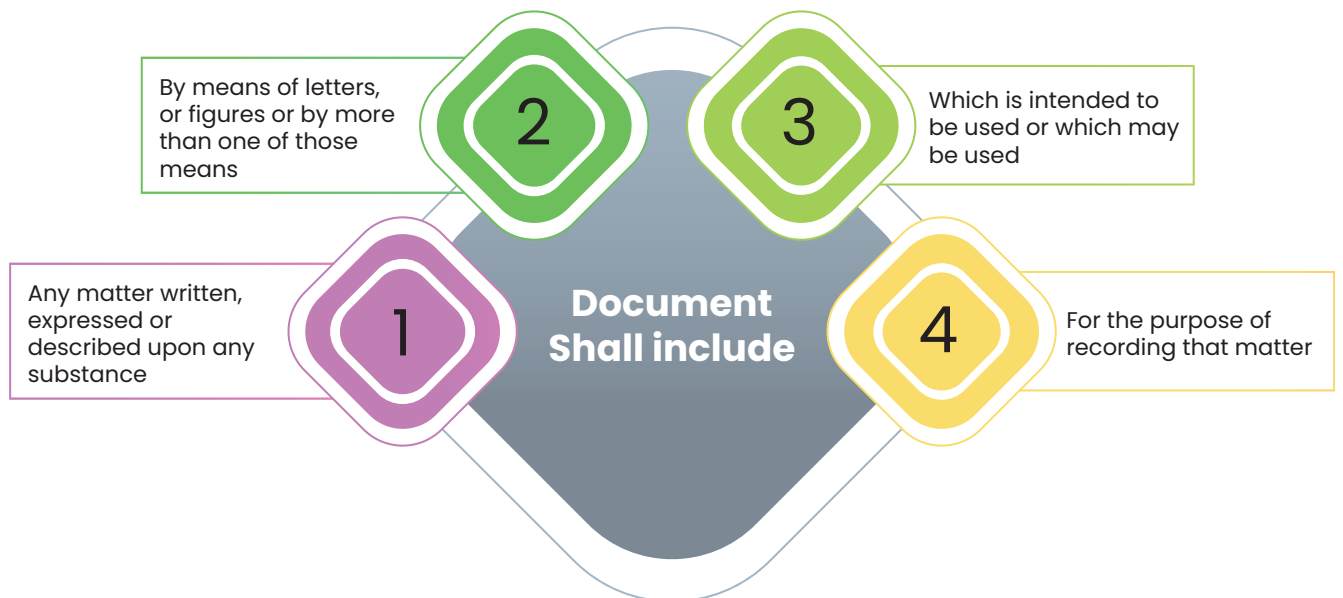 1
Any matter written,
expressed or
described upon any
substance
2
By means of letters,
or figures or by more
than one of those
means
3
Which is intended to
be used or which may
be used
4
For the purpose of
recording that matter
Document
Shall include